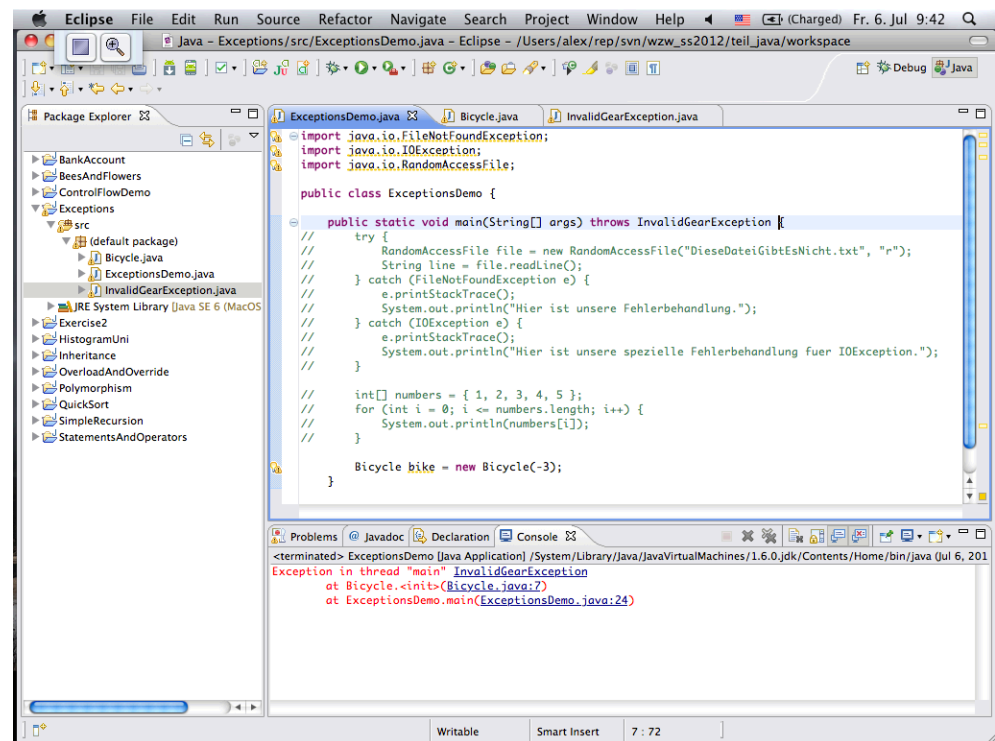 Eclipse File Edit Run Source Refactor Navigate Search Project Window Help (Charged) Fr. 6. Jul 9:42
Java – Exceptions/src/ExceptionsDemo.java – Eclipse – /Users/alex/rep/svn/wzw_ss2012/teil_java/workspace
Debug Java
Package Explorer
BankAccount
BeesAndFlowers
ControlFlowDemo
Exceptions
src
(default package)
Bicycle.java
ExceptionsDemo.java
InvalidGearException.java
JRE System Library [Java SE 6 (MacOS
Exercise2
HistogramUni
Inheritance
OverloadAndOverride
Polymorphism
QuickSort
SimpleRecursion
StatementsAndOperators
ExceptionsDemo.java Bicycle.java InvalidGearException.java
import java.io.FileNotFoundException;
import java.io.IOException;
import java.io.RandomAccessFile;
public class ExceptionsDemo {
public static void main(String[] args) throws InvalidGearException {
// try {
// RandomAccessFile file = new RandomAccessFile("DieseDateiGibtEsNicht.txt", "r");
// String line = file.readLine();
// } catch (FileNotFoundException e) {
// e.printStackTrace();
// System.out.println("Hier ist unsere Fehlerbehandlung.");
// } catch (IOException e) {
// e.printStackTrace();
// System.out.println("Hier ist unsere spezielle Fehlerbehandlung fuer IOException.");
// }
// int[] numbers = { 1, 2, 3, 4, 5 };
// for (int i = 0; i <= numbers.length; i++) {
// System.out.println(numbers[i]);
// }
Bicycle bike = new Bicycle(-3);
}
Problems Javadoc Declaration Console
<terminated> ExceptionsDemo [Java Application] /System/Library/Java/JavaVirtualMachines/1.6.0.jdk/Contents/Home/bin/java (Jul 6, 201
Exception in thread "main" InvalidGearException
at Bicycle.<init>(Bicycle.java:7)
at ExceptionsDemo.main(ExceptionsDemo.java:24)
Writable Smart Insert 7 : 72